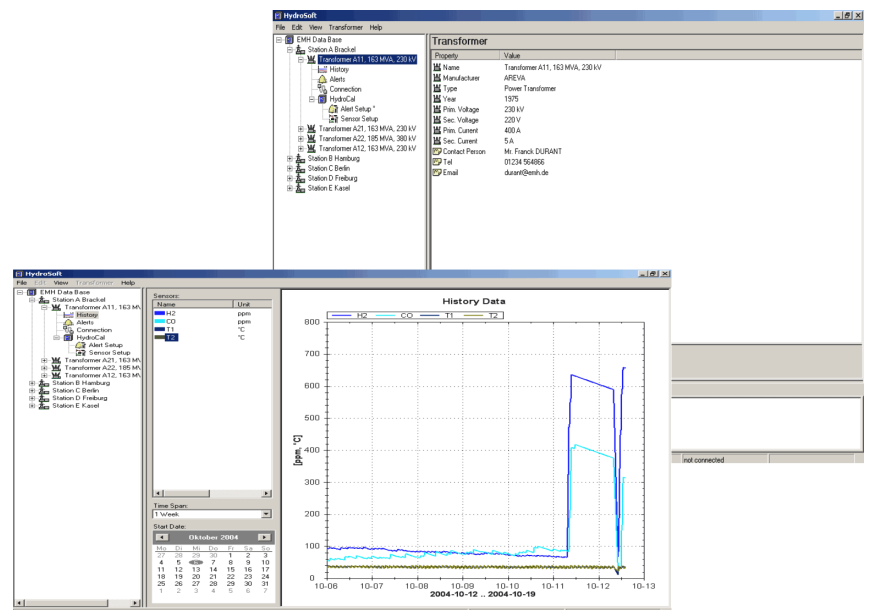 HydroSoft
File Edit View Transformer Help
EMH Data Base
Station A Brackel
Transformer A11, 163 MVA, 230 kV
History
Alerts
Connection
HydroCal
Alert Setup *
Sensor Setup
Transformer A21, 163 MVA, 230 kV
Transformer A22, 185 MVA, 380 kV
Transformer A12, 163 MVA, 230 kV
Station B Hamburg
Station C Berlin
Station D Freiburg
Station E Kasel
Transformer
Property Value
Name Transformer A11, 163 MVA, 230 kV
Manufacturer AREVA
Type Power Transformer
Year 1975
Prim. Voltage 230 kV
Sec. Voltage 220 V
Prim. Current 400 A
Sec. Current 5 A
Contact Person Mr. Franck DURANT
Tel 01234 564866
Email durant@emh.de
not connected
HydroSoft
File Edit View Transformer Help
EMH Data Base
Station A Brackel
Transformer A11, 163 M
History
Alerts
Connection
HydroCal
Alert Setup
Sensor Setup
Transformer A21, 163 M
Transformer A22, 185 M
Transformer A12, 163 M
Station B Hamburg
Station C Berlin
Station D Freiburg
Station E Kasel
Sensors:
Name Unit
H2 ppm
CO ppm
T1 °C
T2 °C
Time Span:
1 Week
Start Date:
Oktober 2004
Mo Di Mi Do Fr Sa So
27 28 29 30 1 2 3
4 5 7 8 9 10
11 12 13 14 15 16 17
18 19 20 21 22 23 24
25 26 27 28 29 30 31
1 2 3 4 5 6 7
History Data
H2 CO T1 T2
800
700
600
500
400
300
200
100
0
[ppm, °C]
10-06 10-07 10-08 10-09 10-10 10-11 10-12 10-13
2004-10-12 .. 2004-10-19